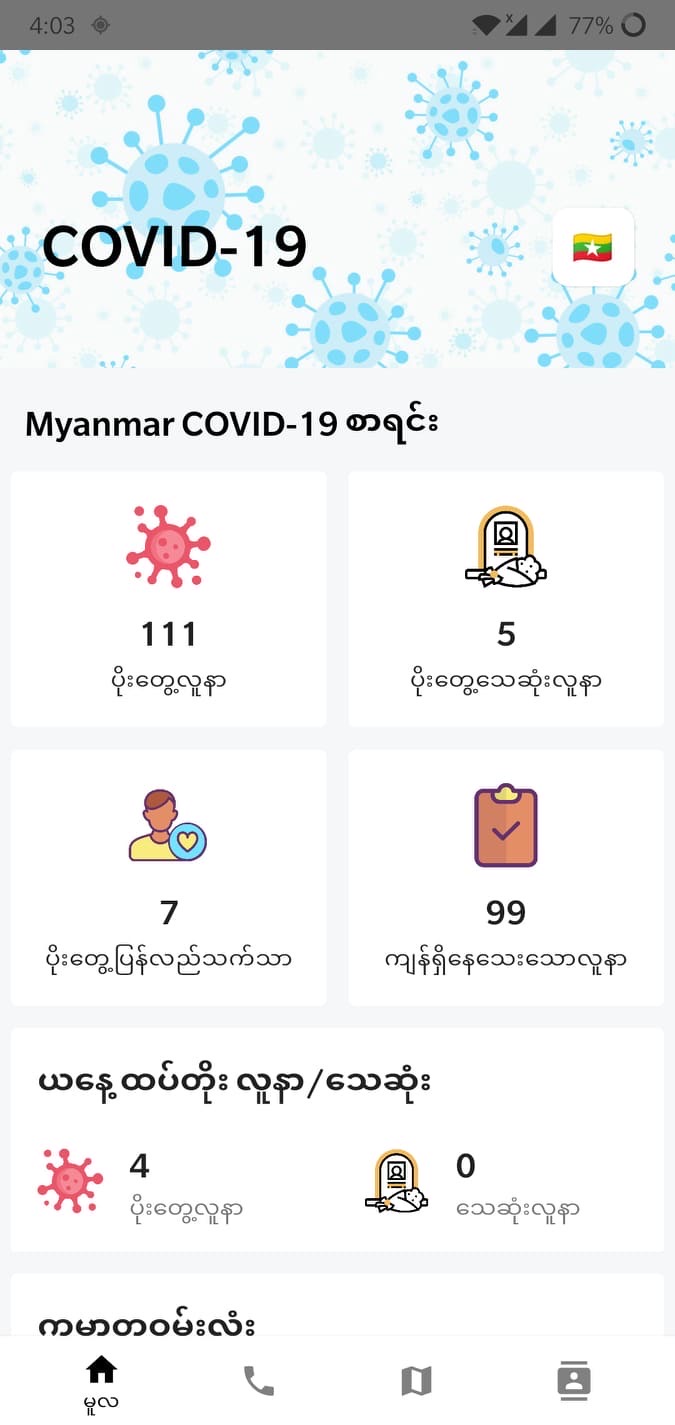 4:03
x
77%
COVID-19
Myanmar COVID-19 စာရင်း
111
5
ပိုးတွေ့လူနာ
ပိုးတွေ့သေဆုံးလူနာ
7
99
ပိုးတွေ့ပြန်လည်သက်သာ
ကျန်ရှိနေသေးသောလူနာ
ယနေ့ ထပ်တိုး လူနာ/သေဆုံး
4
0
ပိုးတွေ့လူနာ
သေဆုံးလူနာ
ကမ္ဘာတဝမ်းလုံး
မူလ